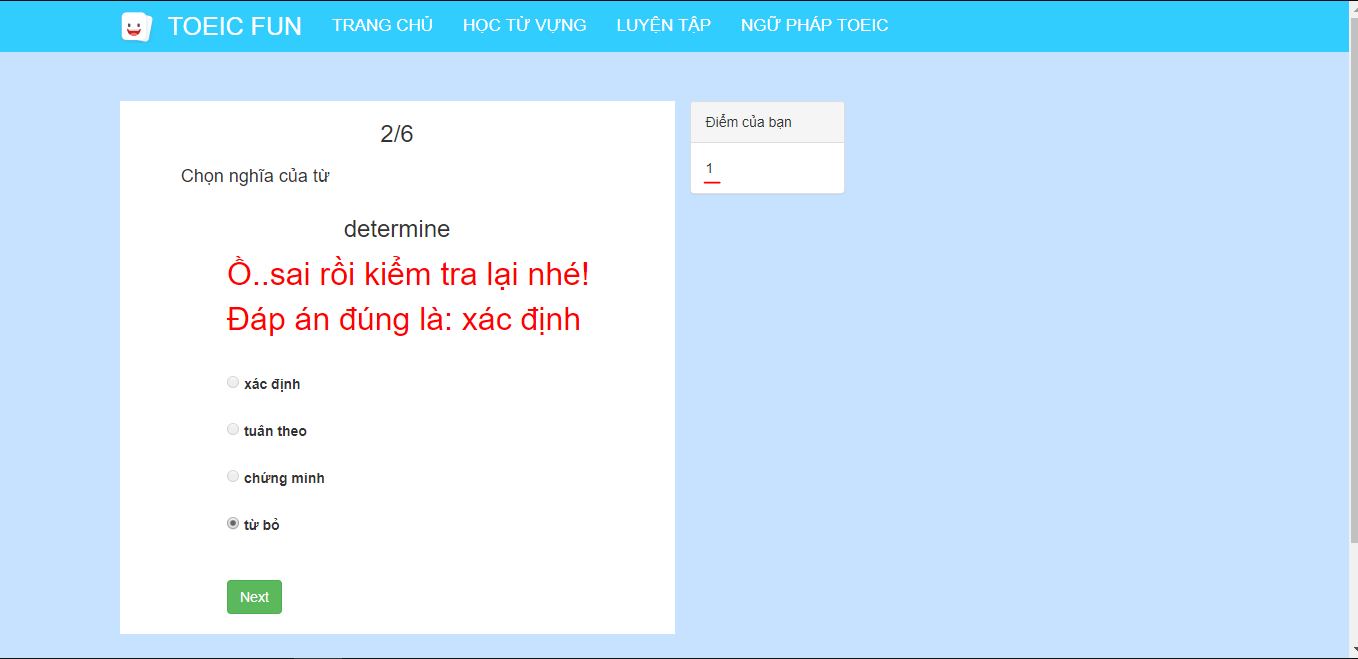 TOEIC FUN TRANG CHỦ HỌC TỪ VỰNG LUYỆN TẬP NGỮ PHÁP TOEIC
2/6
Chọn nghĩa của từ
determine
Ồ..sai rồi kiểm tra lại nhé!
Đáp án đúng là: xác định
xác định
tuân theo
chứng minh
từ bỏ
Next
Điểm của bạn
1